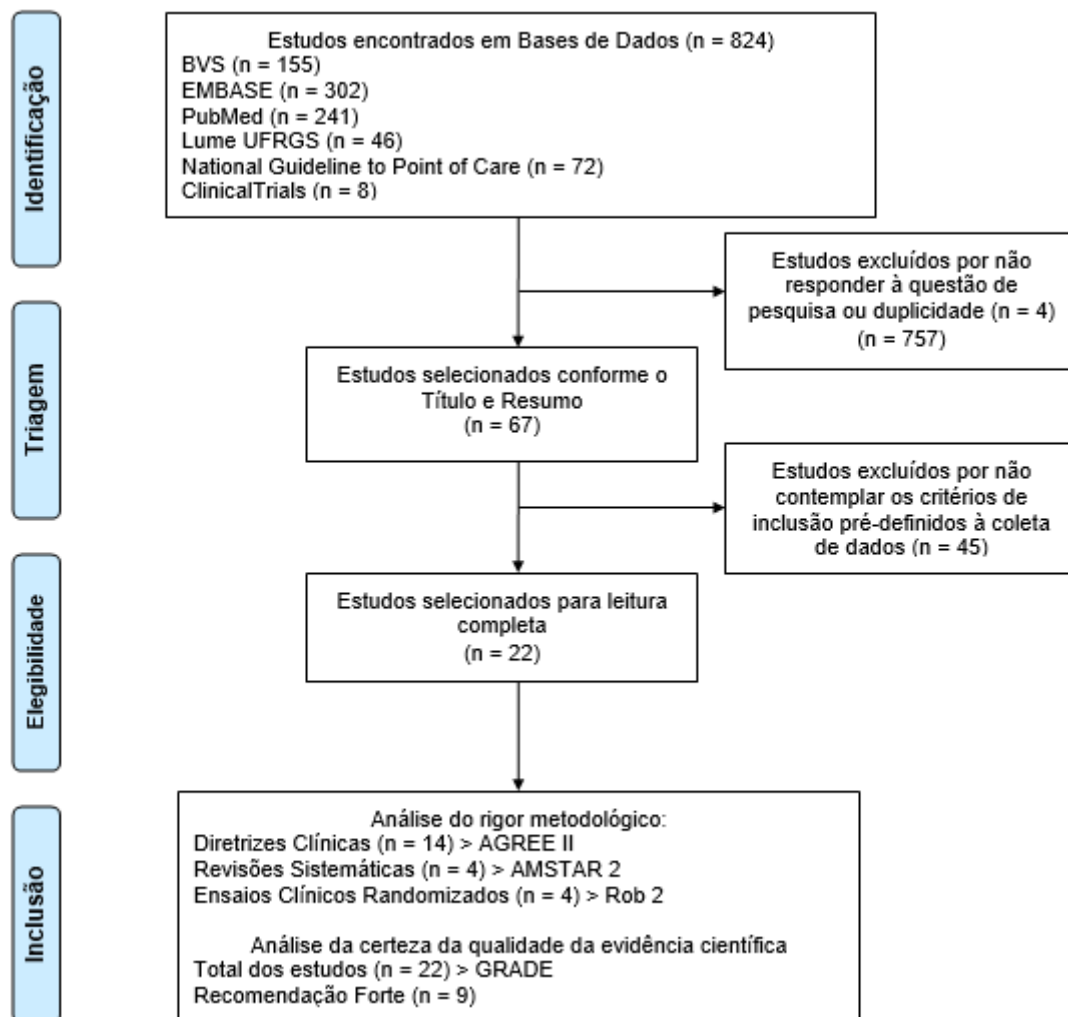 Identificação
Estudos encontrados em Bases de Dados (n = 824)
BVS (n = 155)
EMBASE (n = 302)
PubMed (n = 241)
Lume UFRGS (n = 46)
National Guideline to Point of Care (n = 72)
ClinicalTrials (n = 8)
Estudos excluídos por não
responder à questão de
pesquisa ou duplicidade (n = 4)
(n = 757)
Triagem
Estudos selecionados conforme o
Título e Resumo
(n = 67)
Estudos excluídos por não
contemplar os critérios de
inclusão pré-definidos à coleta
de dados (n = 45)
Elegibilidade
Estudos selecionados para leitura
completa
(n = 22)
Inclusão
Análise do rigor metodológico:
Diretrizes Clínicas (n = 14) > AGREE II
Revisões Sistemáticas (n = 4) > AMSTAR 2
Ensaios Clínicos Randomizados (n = 4) > Rob 2
Análise da certeza da qualidade da evidência científica
Total dos estudos (n = 22) > GRADE
Recomendação Forte (n = 9)